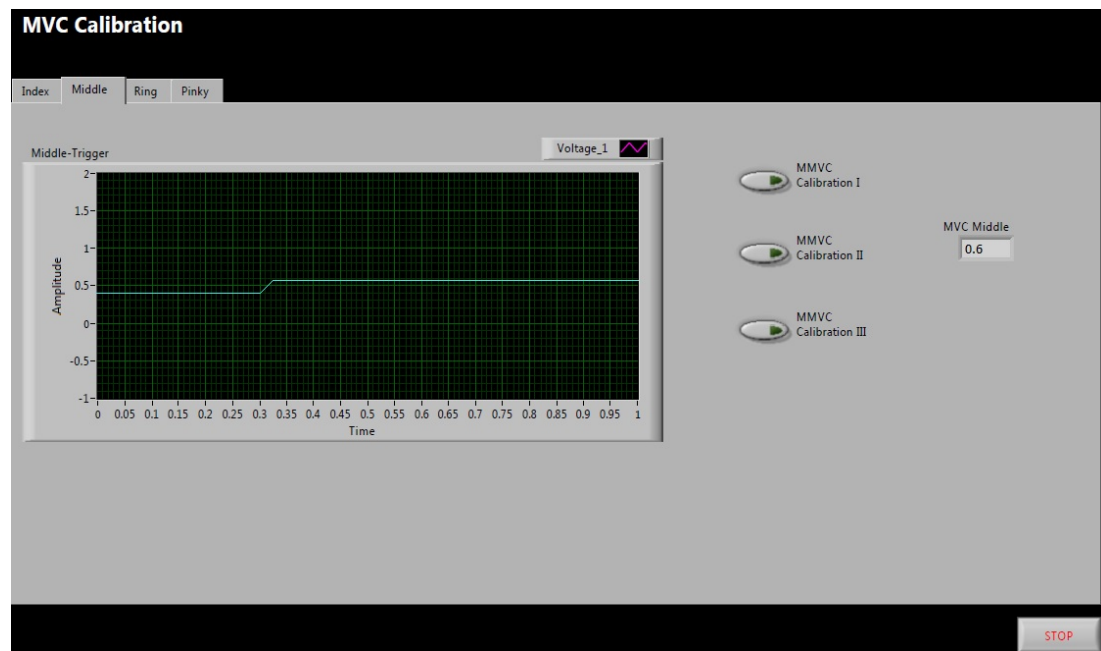 MVC Calibration
Index Middle Ring Pinky
Middle-Trigger
Voltage_1
2
1.5
1
0.5
0
-0.5
-1
Amplitude
0 0.05 0.1 0.15 0.2 0.25 0.3 0.35 0.4 0.45 0.5 0.55 0.6 0.65 0.7 0.75 0.8 0.85 0.9 0.95 1
Time
MMVC
Calibration I
MMVC
Calibration II
MMVC
Calibration III
MVC Middle
0.6
STOP